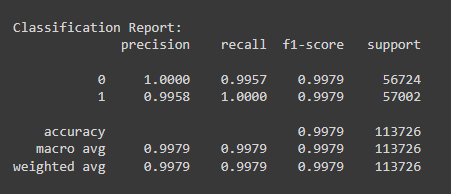 Classification Report:
precision recall f1-score support
0 1.0000 0.9957 0.9979 56724
1 0.9958 1.0000 0.9979 57002
accuracy 0.9979 113726
macro avg 0.9979 0.9979 0.9979 113726
weighted avg 0.9979 0.9979 0.9979 113726